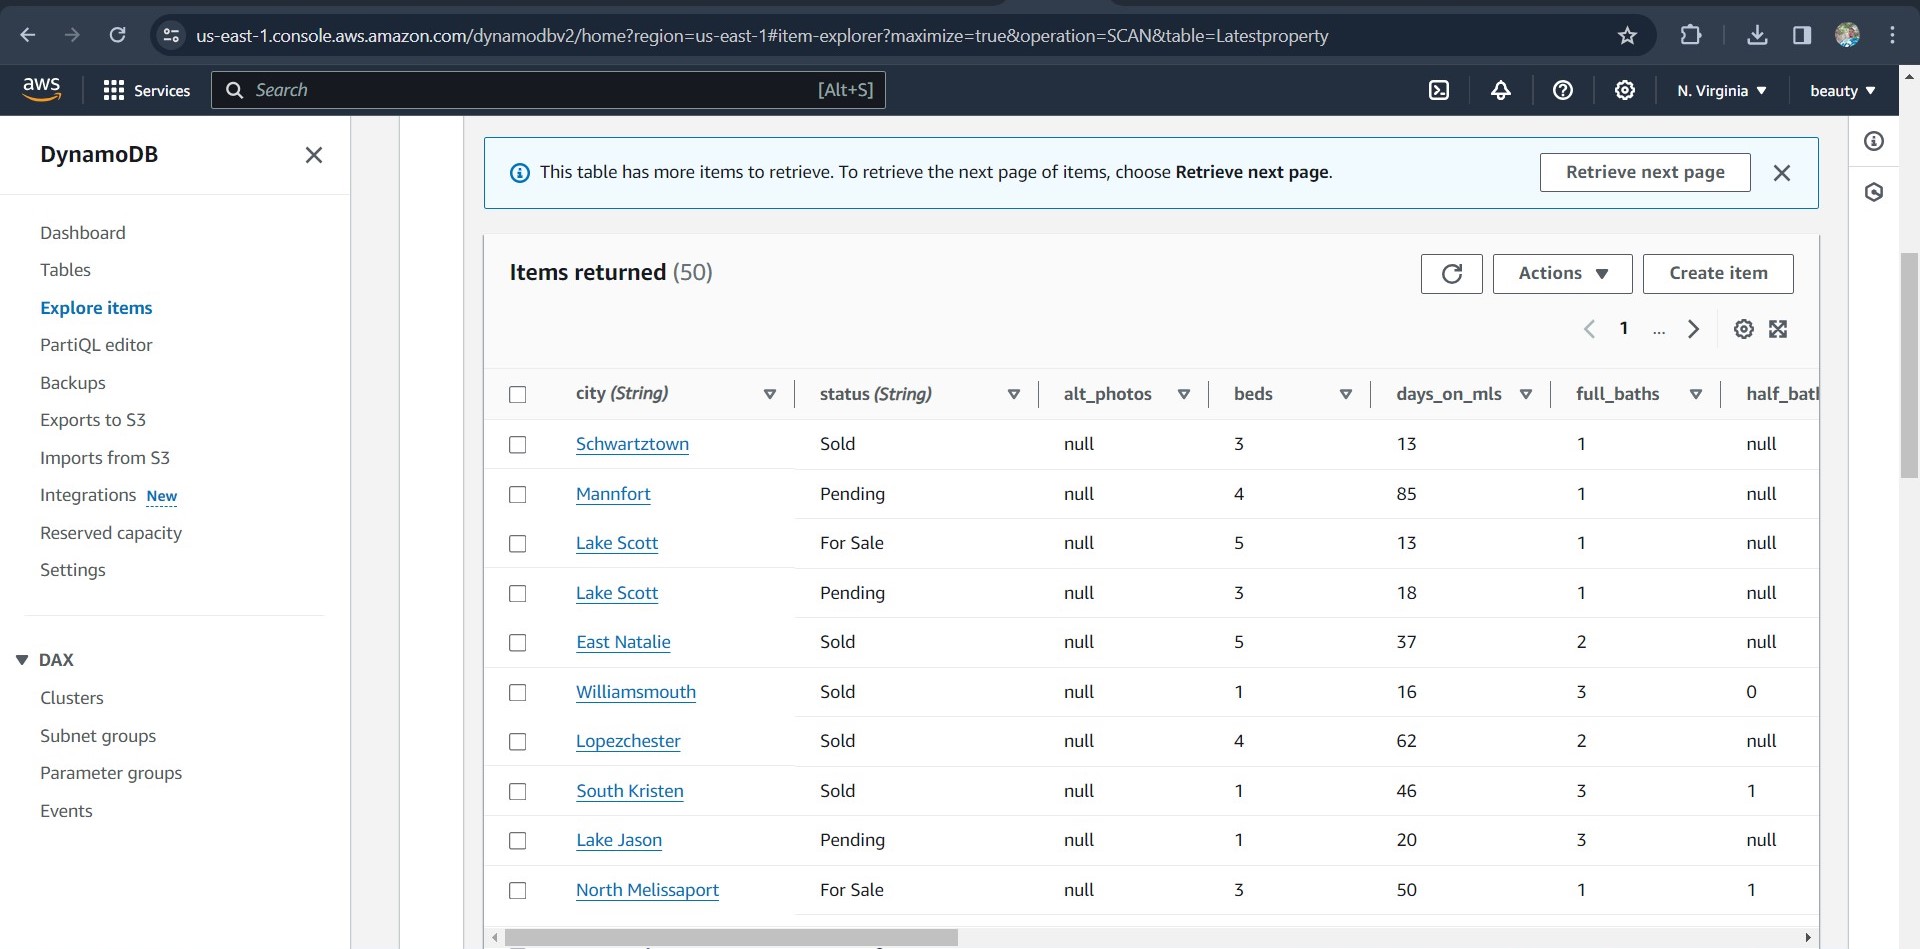 us-east-1.console.aws.amazon.com/dynamodbv2/home?region=us-east-1#item-explorer?maximize=true&operation=SCAN&table=Latestproperty
aws Services Search [Alt+S] N. Virginia ▼ beauty ▼
DynamoDB
Dashboard
Tables
Explore items
PartiQL editor
Backups
Exports to S3
Imports from S3
Integrations New
Reserved capacity
Settings
DAX
Clusters
Subnet groups
Parameter groups
Events
This table has more items to retrieve. To retrieve the next page of items, choose Retrieve next page.
Retrieve next page
Items returned (50)
Actions
Create item
1 ...
city (String) status (String) alt_photos beds days_on_mls full_baths half_bath
Schwartztown Sold null 3 13 1 null
Mannfort Pending null 4 85 1 null
Lake Scott For Sale null 5 13 1 null
Lake Scott Pending null 3 18 1 null
East Natalie Sold null 5 37 2 null
Williamsmouth Sold null 1 16 3 0
Lopezchester Sold null 4 62 2 null
South Kristen Sold null 1 46 3 1
Lake Jason Pending null 1 20 3 null
North Melissaport For Sale null 3 50 1 1